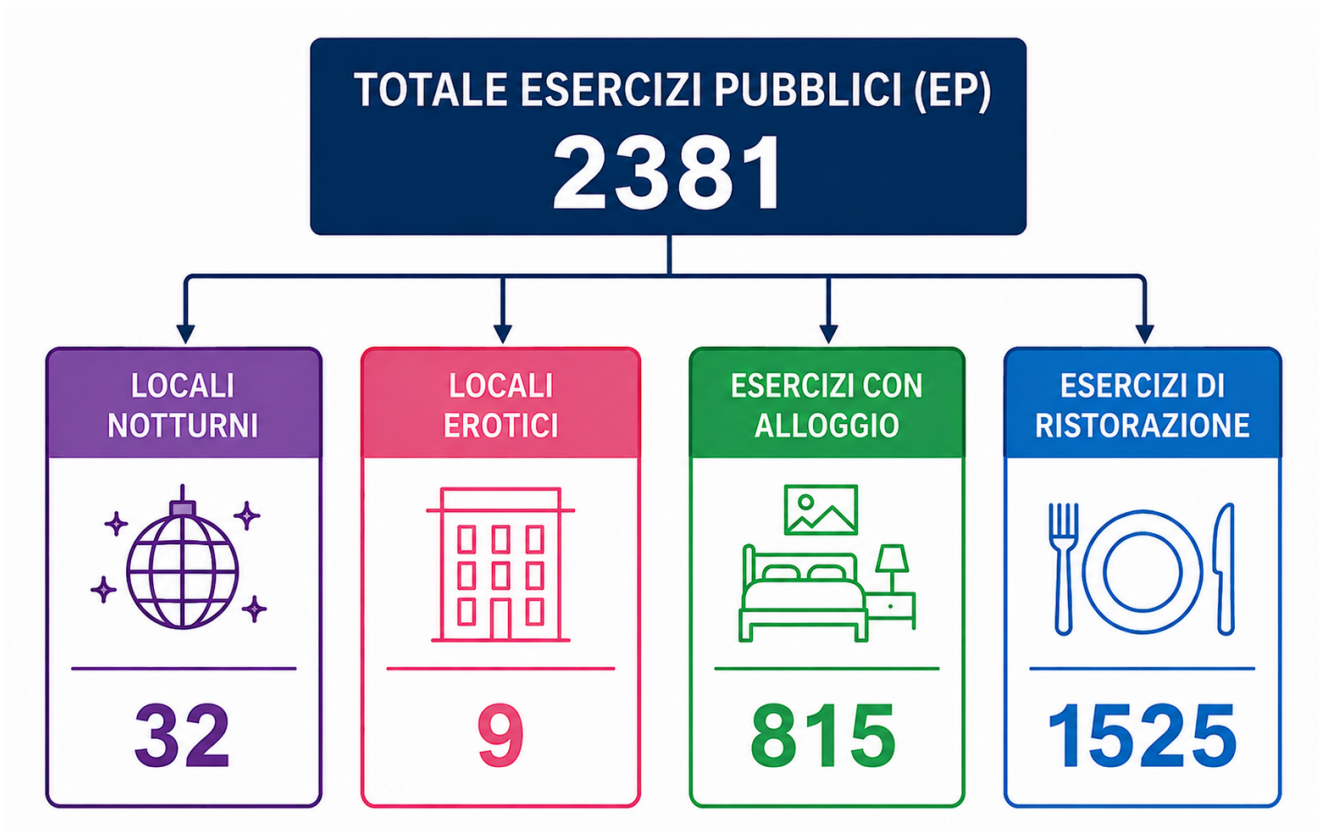 TOTALE ESERCIZI PUBBLICI (EP)
2381
LOCALI
NOTTURNI
32
LOCALI
EROTICI
9
ESERCIZI CON
ALLOGGIO
815
ESERCIZI DI
RISTORAZIONE
1525